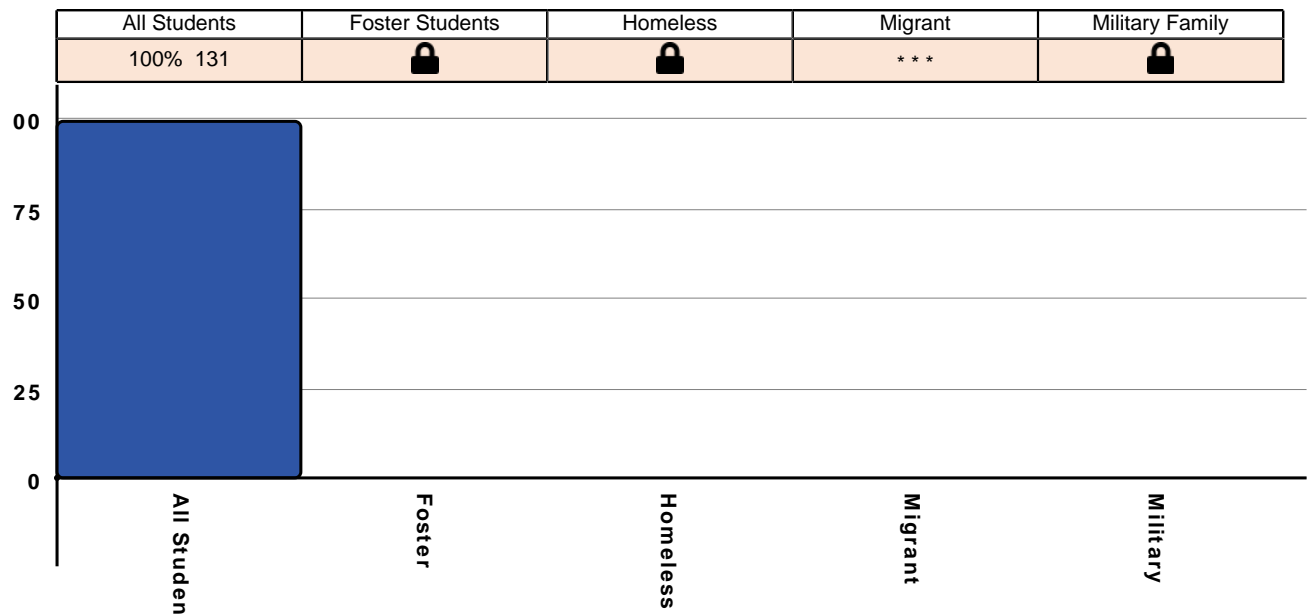 All Students Foster Students Homeless Migrant Military Family
100% 131 * * *
00
75
50
25
0
All Studen
Foster
Homeless
Migrant
Military